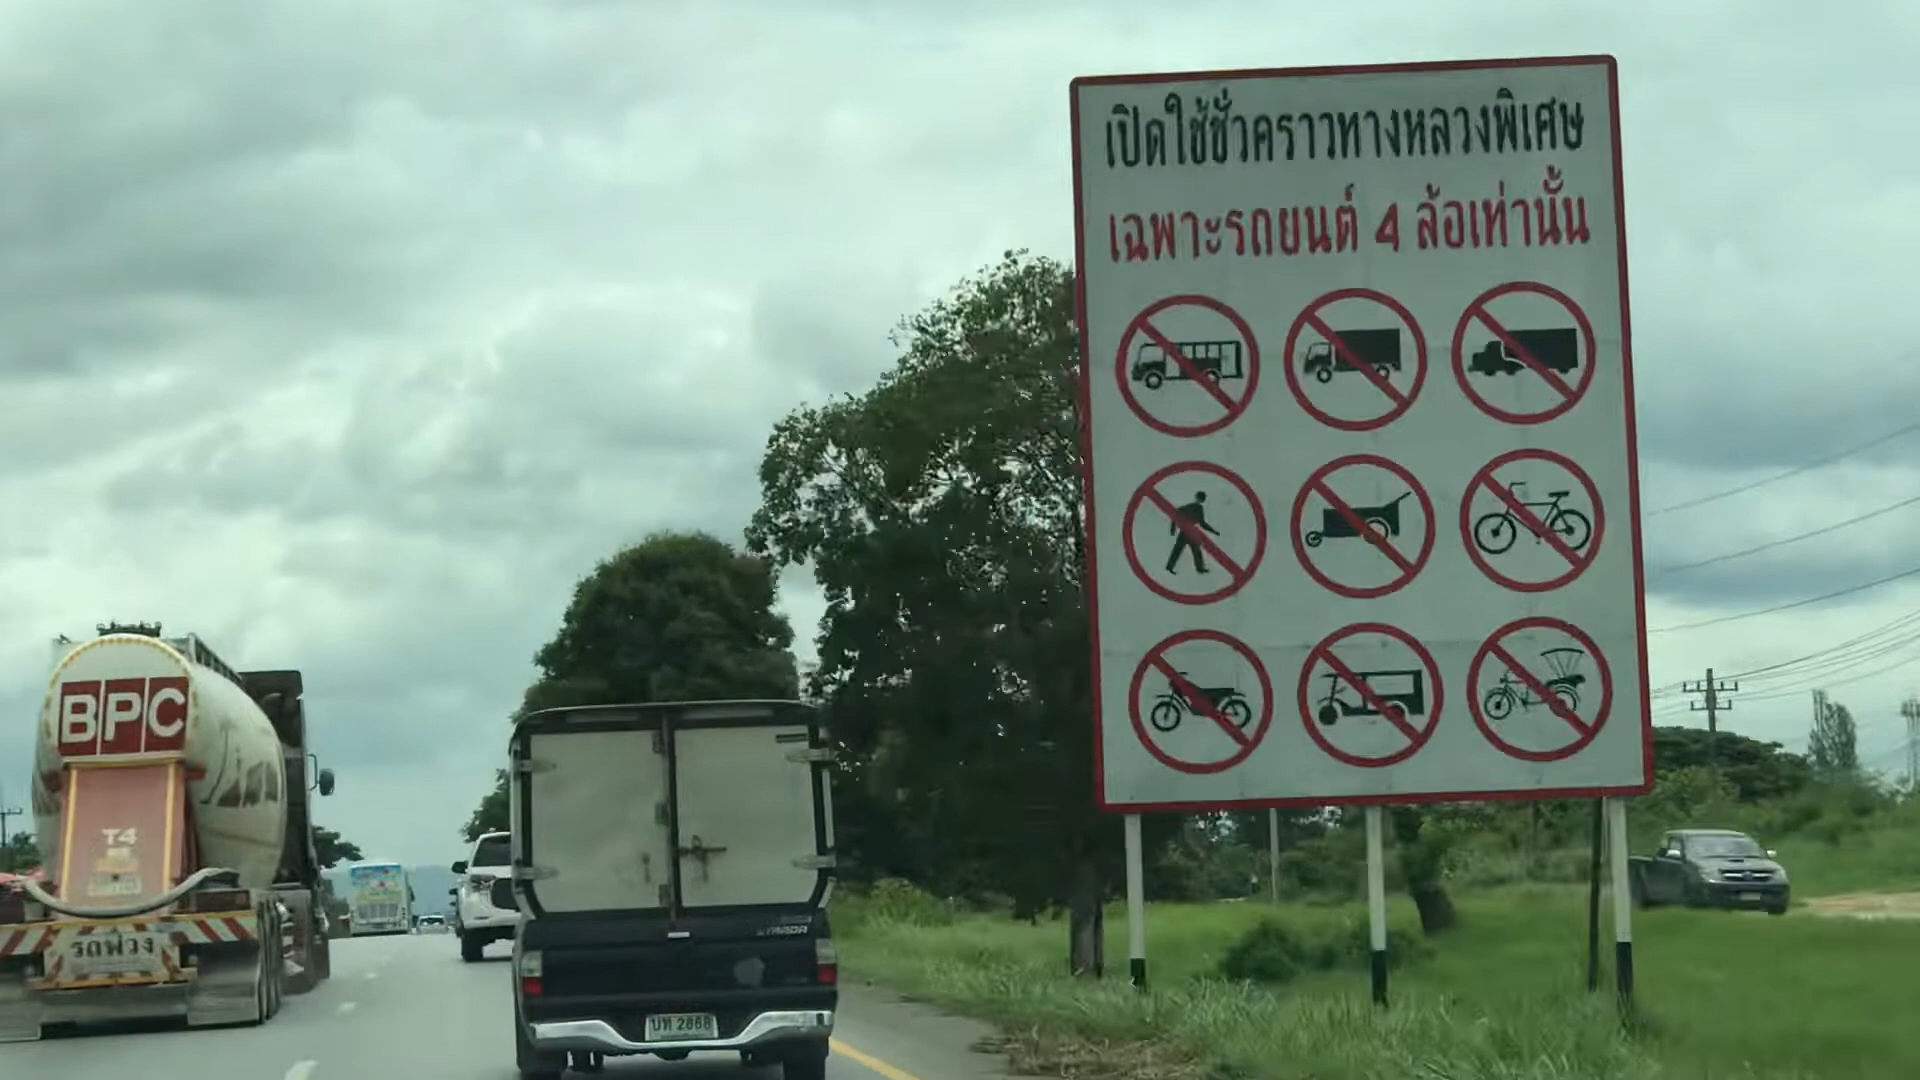 เปิดใช้ชั่วคราวทางหลวงพิเศษ
เฉพาะรถยนต์ 4 ล้อเท่านั้น
BPC
T4
รถพ่วง
STRADA
บท 2868